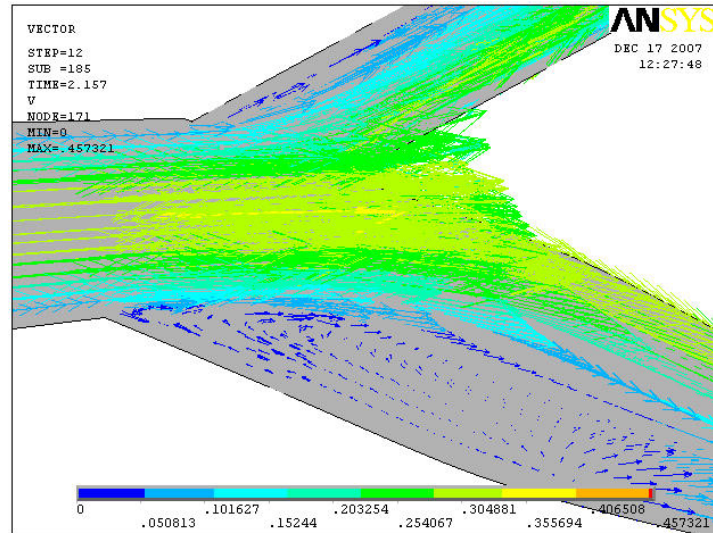 VECTOR
STEP=12
SUB =185
TIME=2.157
V
NODE=171
MIN=0
MAX=.457321
ANSYS
DEC 17 2007
12:27:48
0 .101627 .203254 .304881 .406508
.050813 .15244 .254067 .355694 .457321